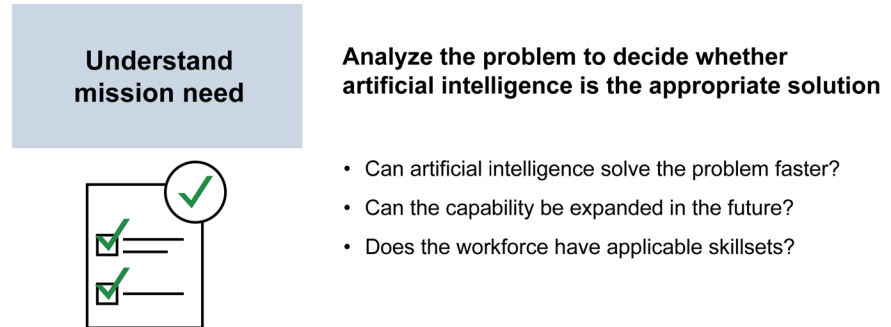 Understand
mission need
Analyze the problem to decide whether
artificial intelligence is the appropriate solution
• Can artificial intelligence solve the problem faster?
• Can the capability be expanded in the future?
• Does the workforce have applicable skillsets?